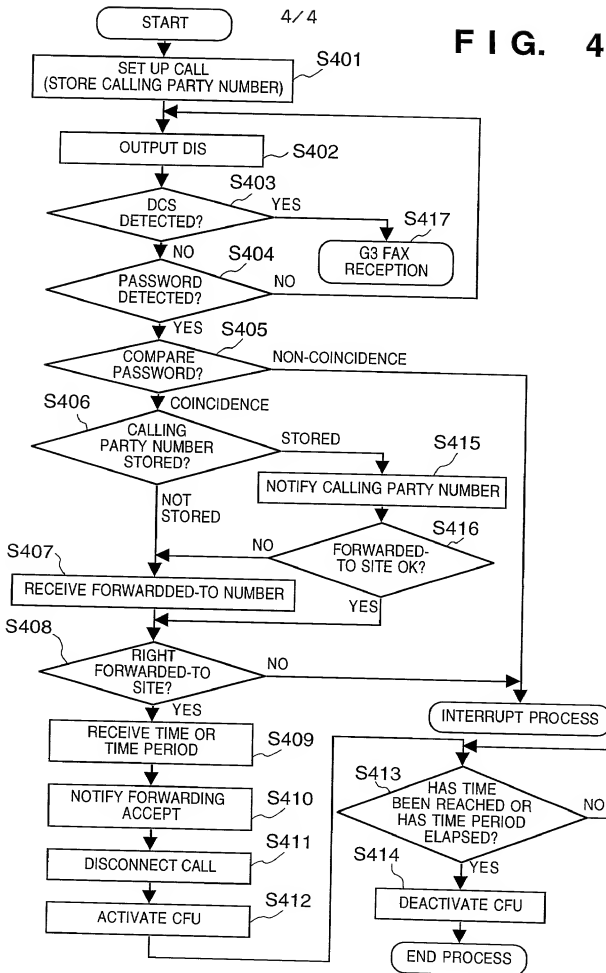 START
4/4
FIG. 4
S401
SET UP CALL
(STORE CALLING PARTY NUMBER)
OUTPUT DIS
S402
S403
DCS
DETECTED?
YES
S417
G3 FAX
RECEPTION
NO
S404
PASSWORD
DETECTED?
NO
YES
S405
COMPARE
PASSWORD?
NON-COINCIDENCE
S406
COINCIDENCE
CALLING
PARTY NUMBER
STORED?
STORED
S415
NOTIFY CALLING PARTY NUMBER
NOT
STORED
S416
S407
NO
FORWARDED-
TO SITE OK?
RECEIVE FORWARDDED-TO NUMBER
YES
S408
RIGHT
FORWARDED-TO
SITE?
NO
YES
INTERRUPT PROCESS
RECEIVE TIME OR
TIME PERIOD
S409
S413
HAS TIME
BEEN REACHED OR
HAS TIME PERIOD
ELAPSED?
NO
NOTIFY FORWARDING
ACCEPT
S410
S411
DISCONNECT CALL
YES
S414
S412
DEACTIVATE CFU
ACTIVATE CFU
END PROCESS